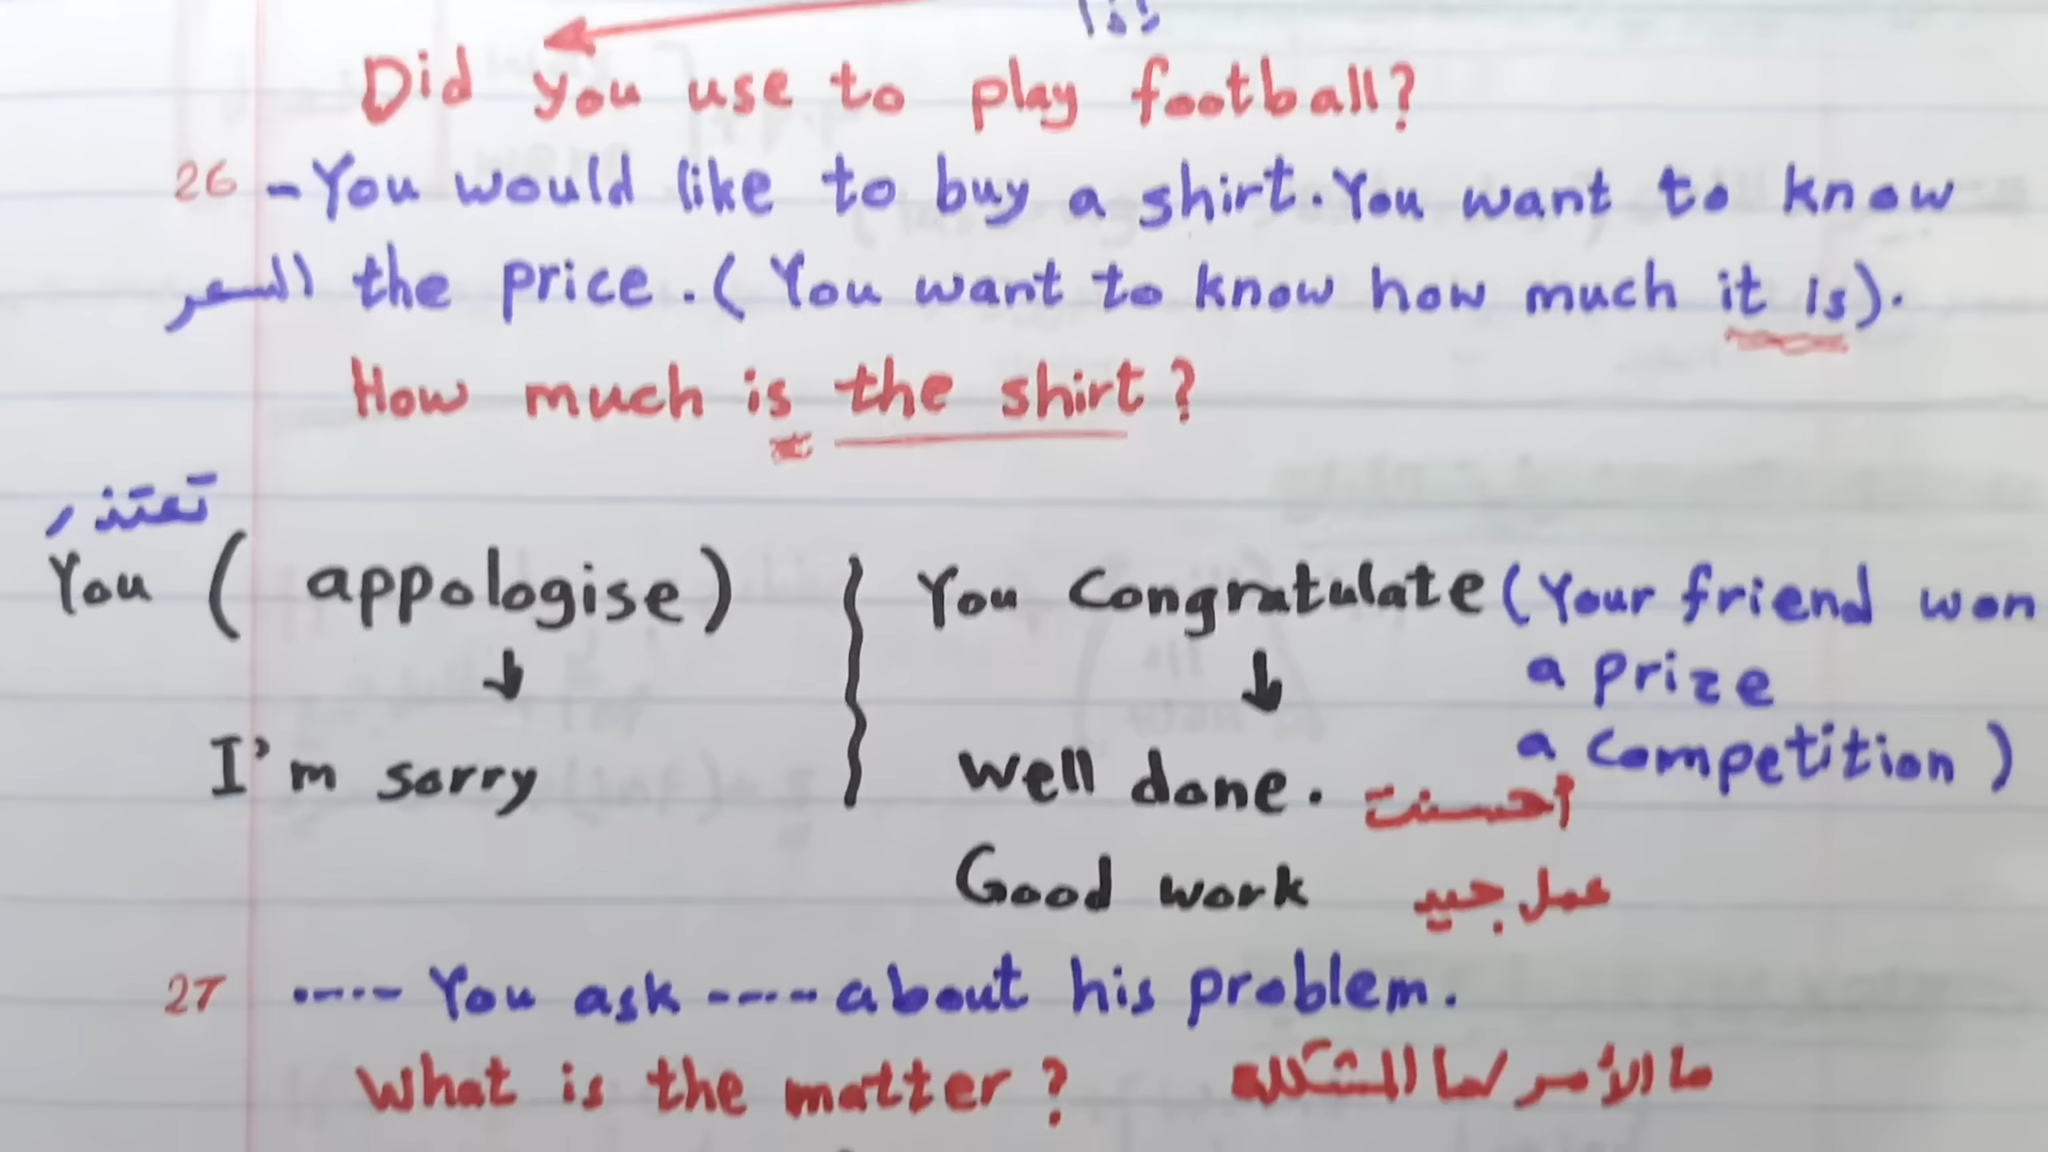 Did you use to play football?
26 - You would like to buy a shirt. You want to know
السعر the price. ( You want to know how much it is).
How much is the shirt?
تعتذر
You ( appologise) You Congratulate (Your friend won
a prize
I'm sorry well done. احسنت a competition )
Good work عمل جيد
27 ---- You ask ---- about his problem.
What is the matter ? ما الأمر / ما المشكله